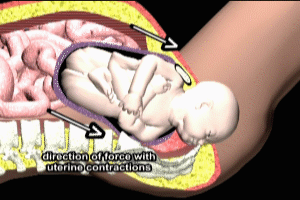 direction of force with
uterine contractions